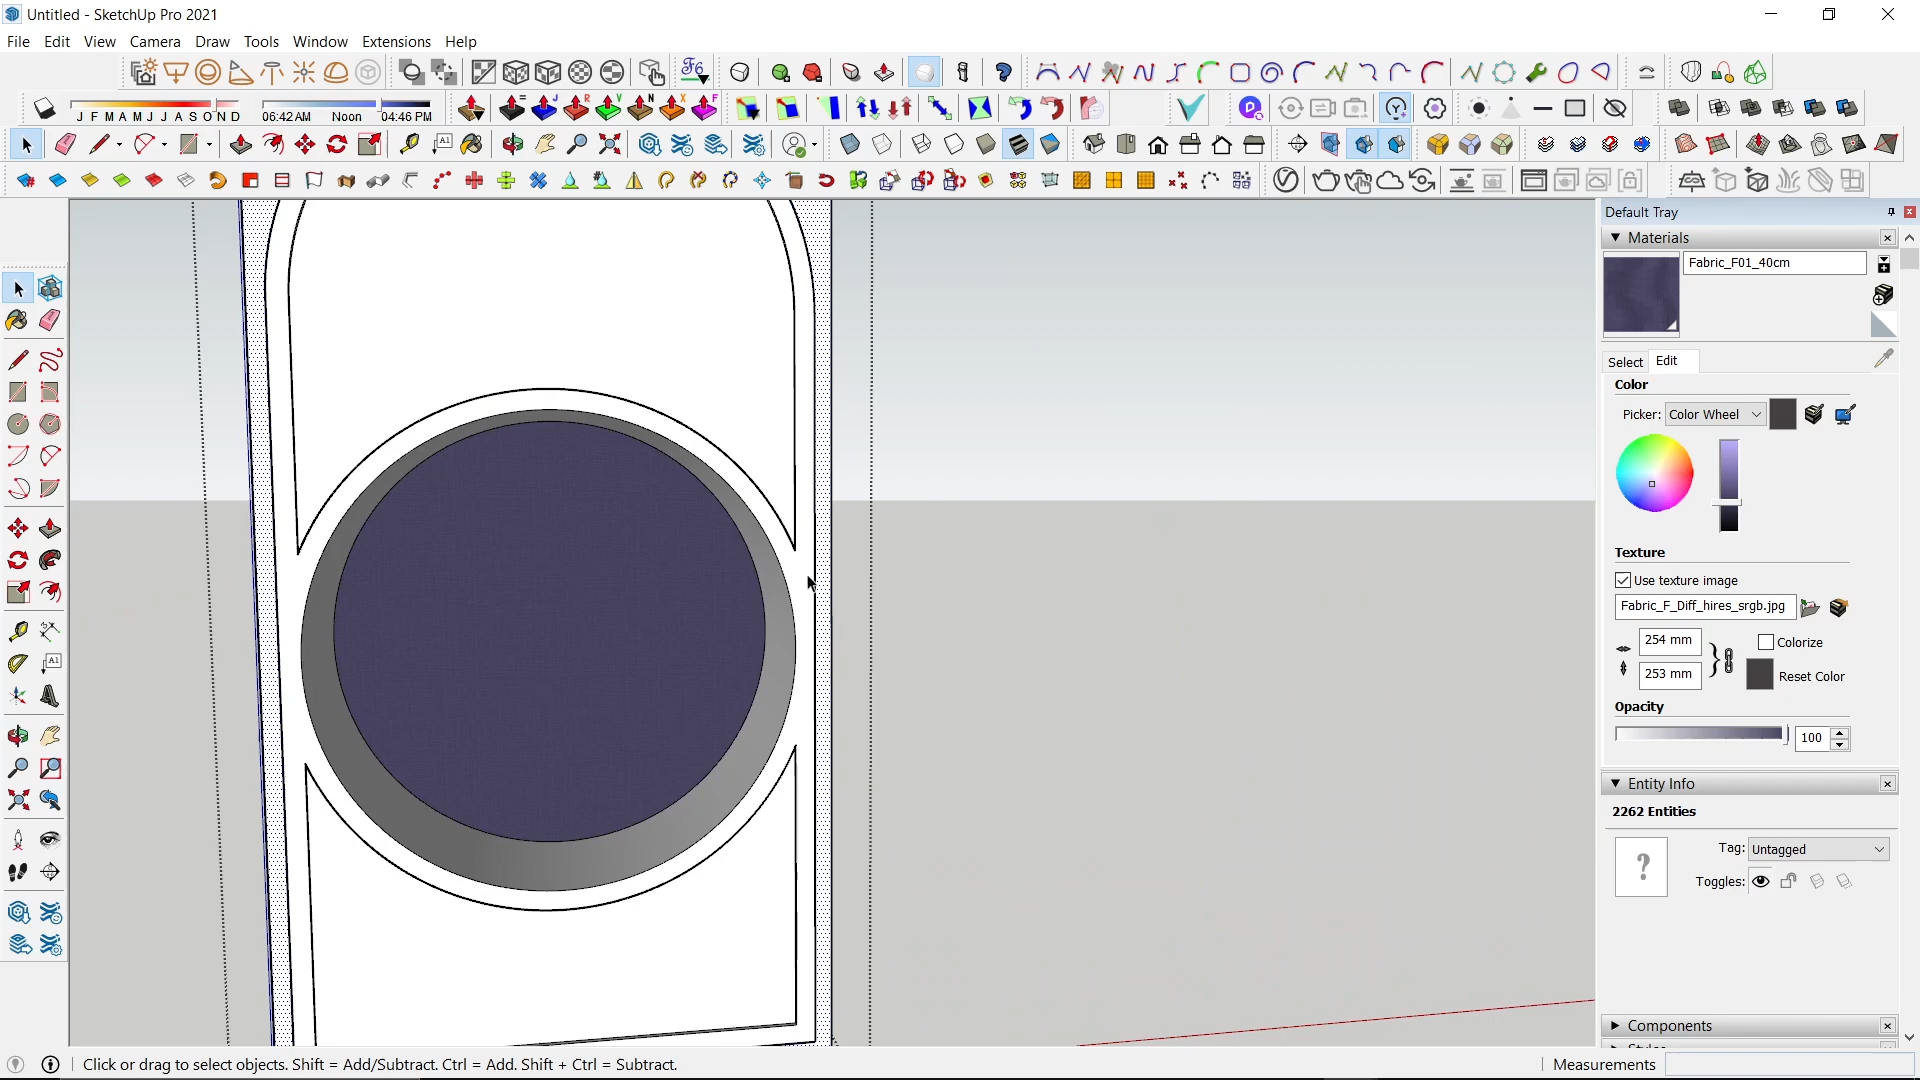 Untitled - SketchUp Pro 2021
File Edit View Camera Draw Tools Window Extensions Help
J F M A M J J A S O N D
06:42 AM Noon 04:46 PM
Default Tray
Materials
Fabric_F01_40cm
Select Edit
Color
Picker: Color Wheel
Texture
Use texture image
Fabric_F_Diff_hires_srgb.jpg
254 mm
Colorize
253 mm
Reset Color
Opacity
100
Entity Info
2262 Entities
Tag: Untagged
Toggles:
Components
Click or drag to select objects. Shift = Add/Subtract. Ctrl = Add. Shift + Ctrl = Subtract.
Measurements